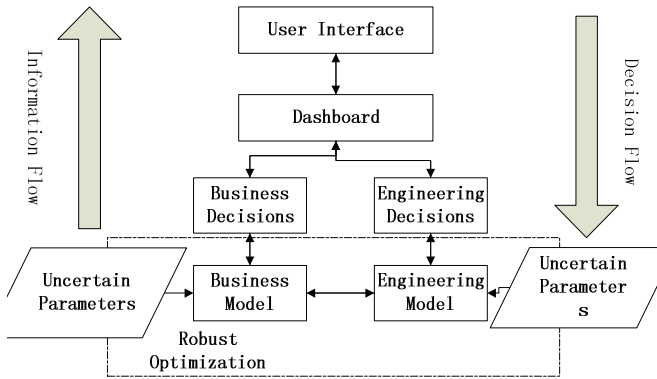 User Interface
Information Flow
Decision Flow
Dashboard
Business
Decisions
Engineering
Decisions
Uncertain
Parameters
Business
Model
Engineering
Model
Uncertain
Parameter
s
Robust
Optimization